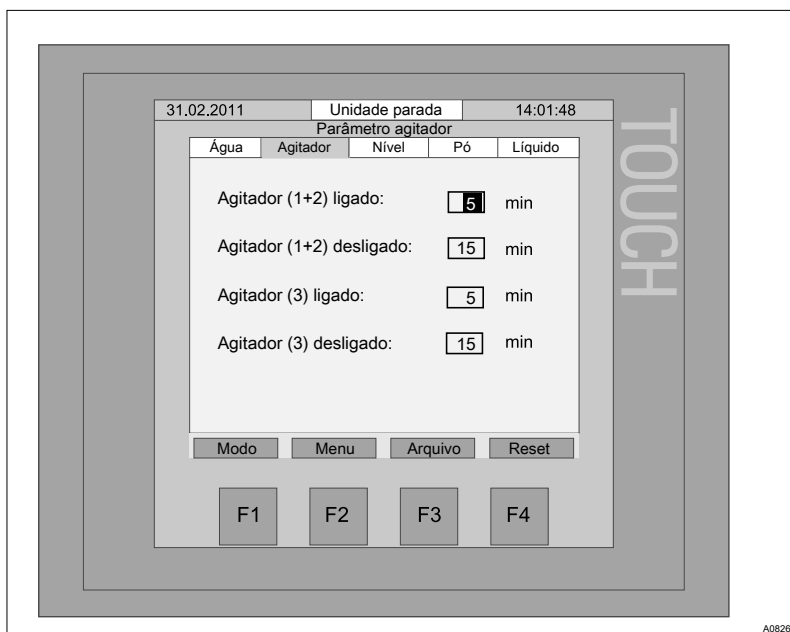 31.02.2011 Unidade parada 14:01:48
Parâmetro agitador
Água Agitador Nível Pó Líquido
Agitador (1+2) ligado: 5 min
Agitador (1+2) desligado: 15 min
Agitador (3) ligado: 5 min
Agitador (3) desligado: 15 min
Modo Menu Arquivo Reset
F1 F2 F3 F4
TOUCH
A0826